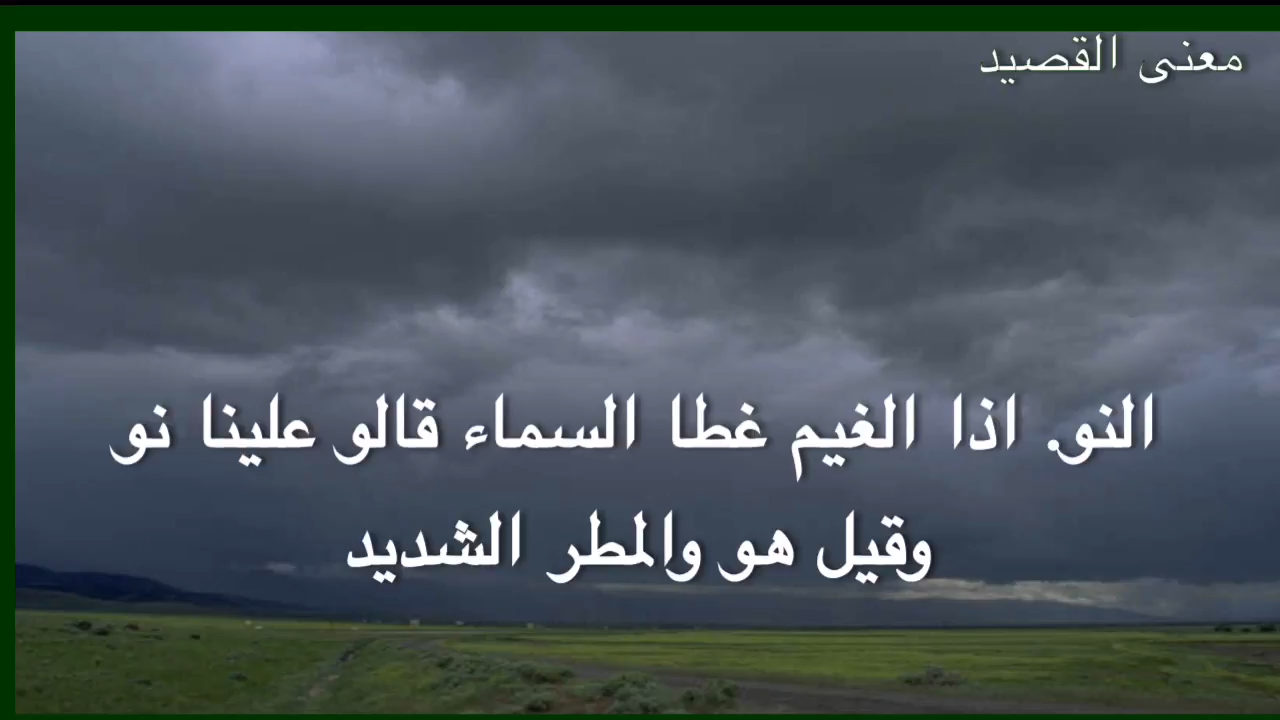 معنى القصيد
النو. اذا الغيم غطا السماء قالو علينا نو
وقيل هو والمطر الشديد